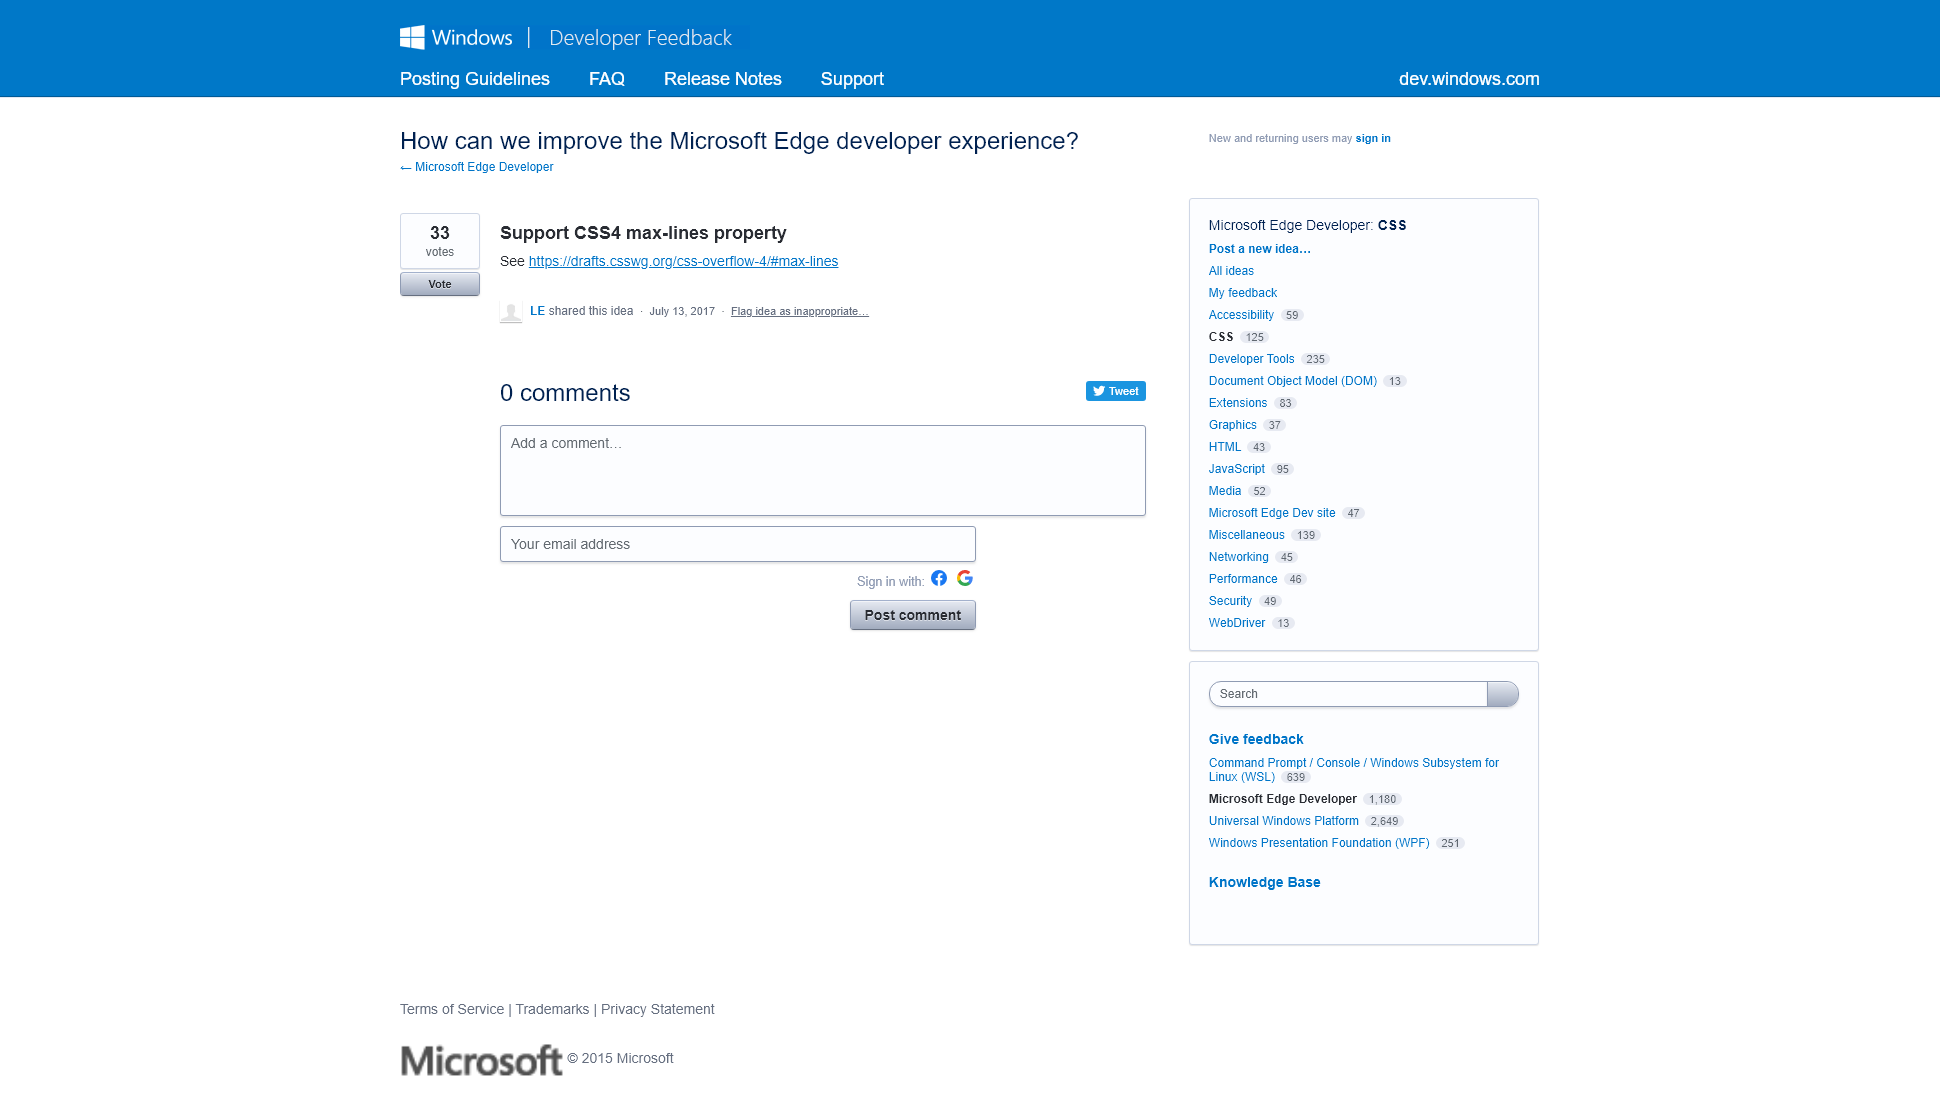 Windows | Developer Feedback
Posting Guidelines FAQ Release Notes Support dev.windows.com
How can we improve the Microsoft Edge developer experience?
← Microsoft Edge Developer
New and returning users may sign in
33
votes
Vote
Support CSS4 max-lines property
See https://drafts.csswg.org/css-overflow-4/#max-lines
LE shared this idea · July 13, 2017 · Flag idea as inappropriate…
0 comments
Tweet
Add a comment…
Your email address
Sign in with:
Post comment
Microsoft Edge Developer: CSS
Post a new idea…
All ideas
My feedback
Accessibility 59
CSS 125
Developer Tools 235
Document Object Model (DOM) 13
Extensions 83
Graphics 37
HTML 43
JavaScript 95
Media 52
Microsoft Edge Dev site 47
Miscellaneous 139
Networking 45
Performance 46
Security 49
WebDriver 13
Search
Give feedback
Command Prompt / Console / Windows Subsystem for
Linux (WSL) 639
Microsoft Edge Developer 1,180
Universal Windows Platform 2,649
Windows Presentation Foundation (WPF) 251
Knowledge Base
Terms of Service | Trademarks | Privacy Statement
Microsoft © 2015 Microsoft